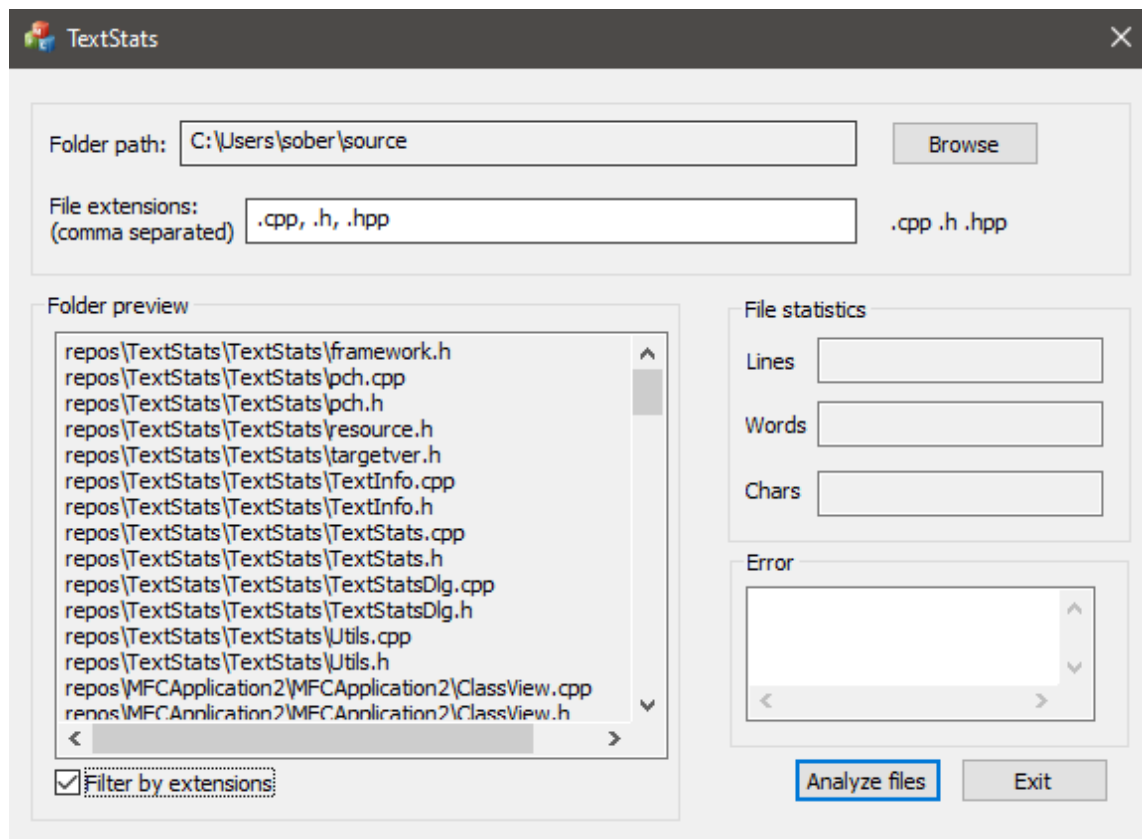 TextStats
Folder path: C:\Users\sober\source Browse
File extensions:
(comma separated) .cpp, .h, .hpp .cpp .h .hpp
Folder preview
repos\TextStats\TextStats\framework.h
repos\TextStats\TextStats\pch.cpp
repos\TextStats\TextStats\pch.h
repos\TextStats\TextStats\resource.h
repos\TextStats\TextStats\targetver.h
repos\TextStats\TextStats\TextInfo.cpp
repos\TextStats\TextStats\TextInfo.h
repos\TextStats\TextStats\TextStats.cpp
repos\TextStats\TextStats\TextStats.h
repos\TextStats\TextStats\TextStatsDlg.cpp
repos\TextStats\TextStats\TextStatsDlg.h
repos\TextStats\TextStats\Utils.cpp
repos\TextStats\TextStats\Utils.h
repos\MFCApplication2\MFCApplication2\ClassView.cpp
repos\MFCApplication2\MFCApplication2\ClassView.h
Filter by extensions
File statistics
Lines
Words
Chars
Error
Analyze files Exit